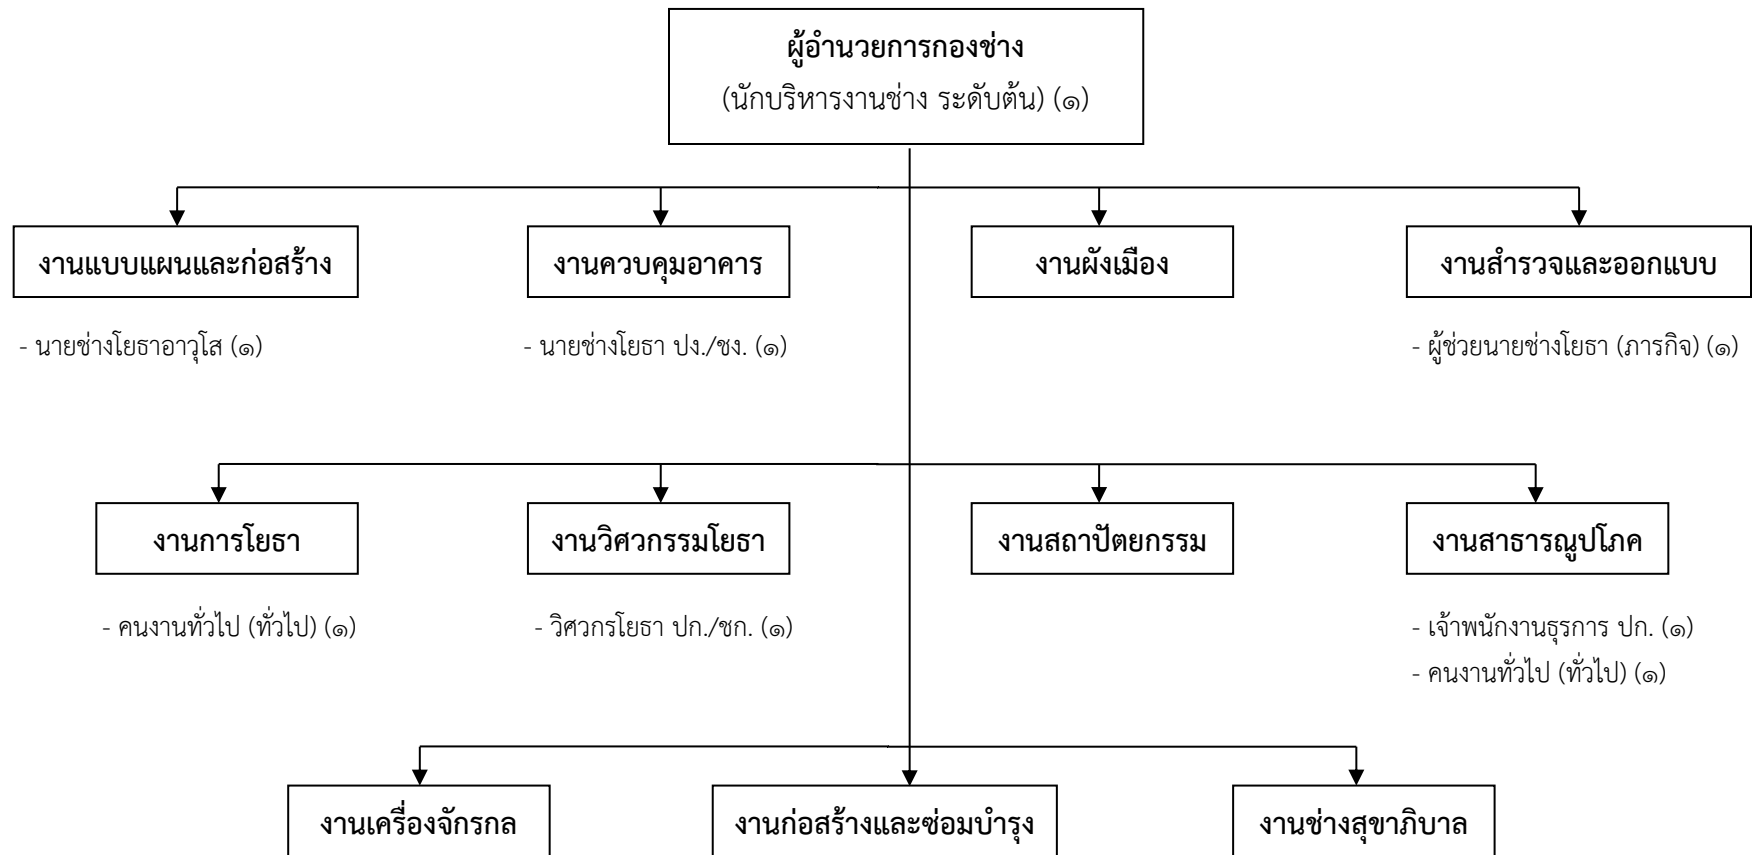 ผู้อำนวยการกองช่าง
(นักบริหารงานช่าง ระดับต้น) (๑)
งานแบบแผนและก่อสร้าง
งานควบคุมอาคาร
งานผังเมือง
งานสำรวจและออกแบบ
- นายช่างโยธาอาวุโส (๑)
- นายช่างโยธา ปง./ชง. (๑)
- ผู้ช่วยนายช่างโยธา (ภารกิจ) (๑)
งานการโยธา
งานวิศวกรรมโยธา
งานสถาปัตยกรรม
งานสาธารณูปโภค
- คนงานทั่วไป (ทั่วไป) (๑)
- วิศวกรโยธา ปก./ชก. (๑)
- เจ้าพนักงานธุรการ ปก. (๑)
- คนงานทั่วไป (ทั่วไป) (๑)
งานเครื่องจักรกล
งานก่อสร้างและซ่อมบำรุง
งานช่างสุขาภิบาล